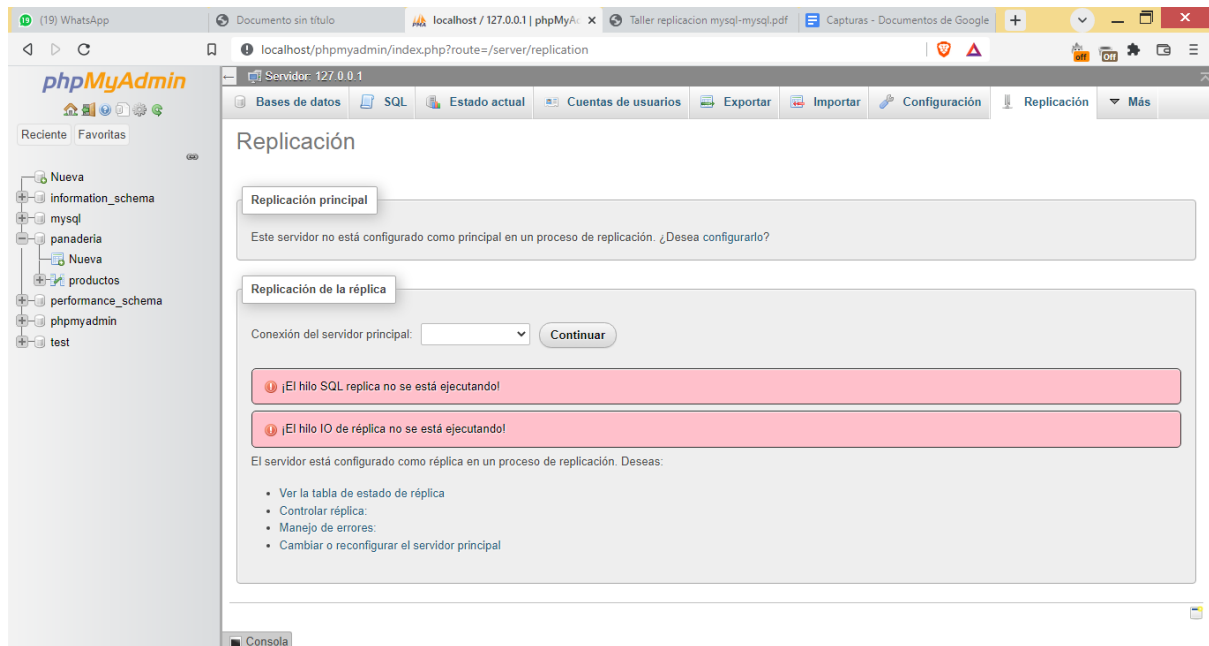 (19) WhatsApp
Documento sin título
localhost / 127.0.0.1 | phpMyAc
Taller replicacion mysql-mysql.pdf
Capturas - Documentos de Google
localhost/phpmyadmin/index.php?route=/server/replication
off
Off
phpMyAdmin
Reciente Favoritas
Nueva
information_schema
mysql
panaderia
Nueva
productos
performance_schema
phpmyadmin
test
Servidor: 127.0.0.1
Bases de datos SQL Estado actual Cuentas de usuarios Exportar Importar Configuración Replicación Más
Replicación
Replicación principal
Este servidor no está configurado como principal en un proceso de replicación. ¿Desea configurarlo?
Replicación de la réplica
Conexión del servidor principal: Continuar
¡El hilo SQL replica no se está ejecutando!
¡El hilo IO de réplica no se está ejecutando!
El servidor está configurado como réplica en un proceso de replicación. Deseas:
Ver la tabla de estado de réplica
Controlar réplica:
Manejo de errores:
Cambiar o reconfigurar el servidor principal
Consola